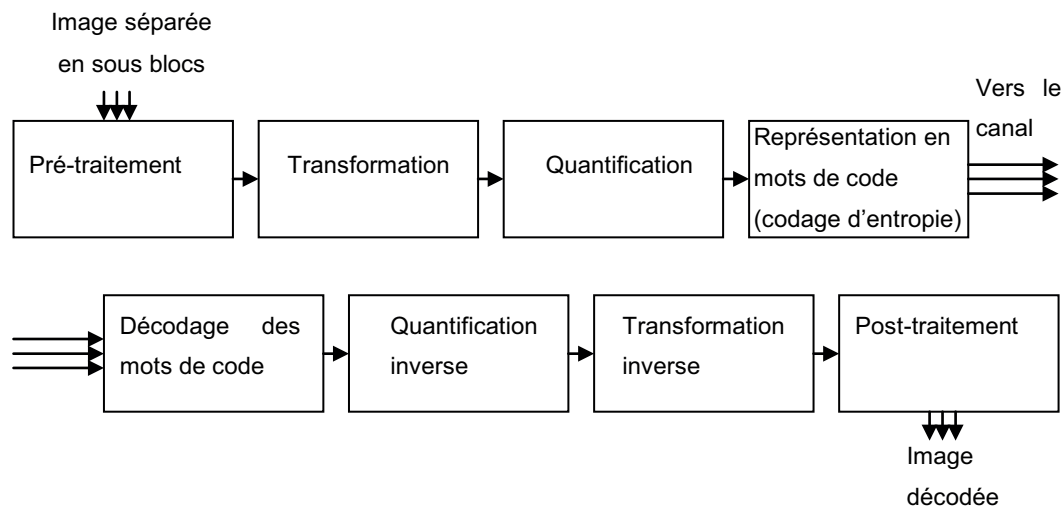 Image séparée
en sous blocs
Vers le
canal
Pré-traitement
Transformation
Quantification
Représentation en
mots de code
(codage d'entropie)
Décodage des
mots de code
Quantification
inverse
Transformation
inverse
Post-traitement
Image
décodée